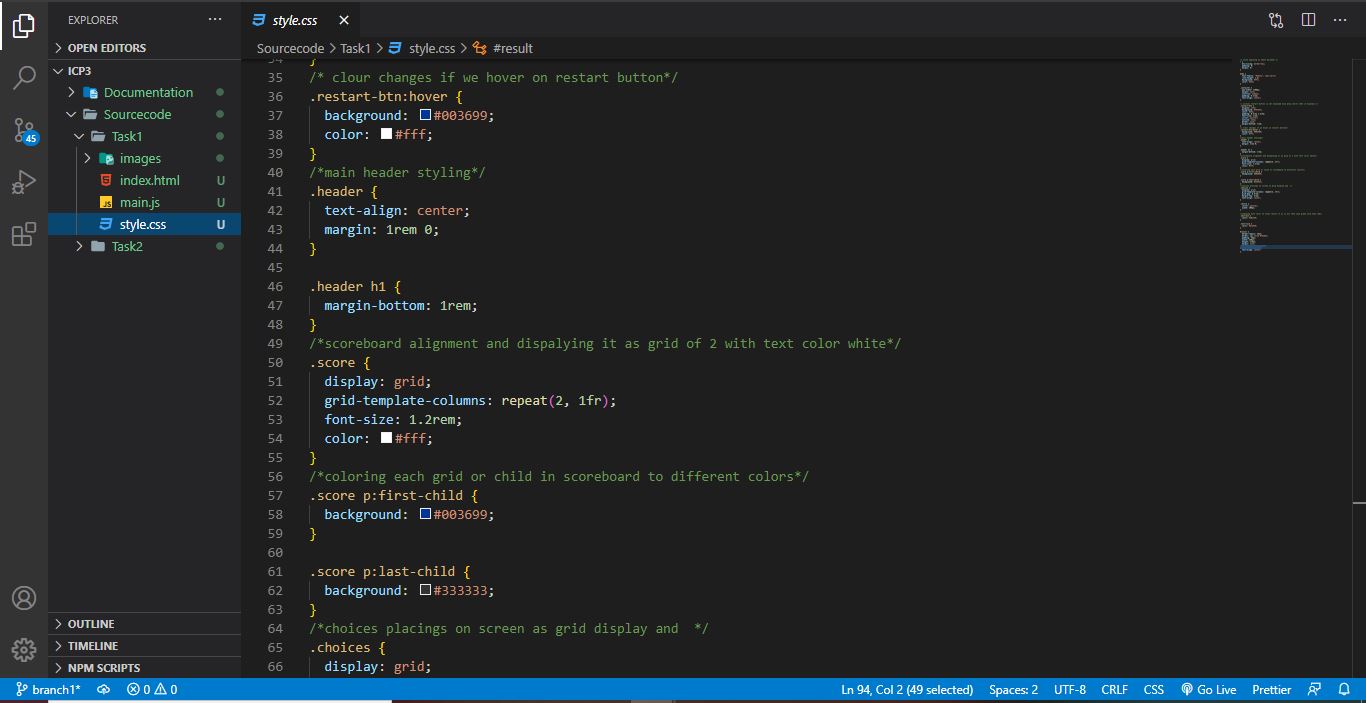 EXPLORER
style.css
OPEN EDITORS
Sourcecode > Task1 > style.css > #result
ICP3
Documentation
Sourcecode
Task1
images
index.html U
main.js U
style.css U
Task2
45
34 }
35 /* clour changes if we hover on restart button*/
36 .restart-btn:hover {
37 background: #003699;
38 color: #fff;
39 }
40 /*main header styling*/
41 .header {
42 text-align: center;
43 margin: 1rem 0;
44 }
45
46 .header h1 {
47 margin-bottom: 1rem;
48 }
49 /*scoreboard alignment and dispalying it as grid of 2 with text color white*/
50 .score {
51 display: grid;
52 grid-template-columns: repeat(2, 1fr);
53 font-size: 1.2rem;
54 color: #fff;
55 }
56 /*coloring each grid or child in scoreboard to different colors*/
57 .score p:first-child {
58 background: #003699;
59 }
60
61 .score p:last-child {
62 background: #333333;
63 }
64 /*choices placings on screen as grid display and  */
65 .choices {
66 display: grid;
OUTLINE
TIMELINE
NPM SCRIPTS
branch1* 0 0 Ln 94, Col 2 (49 selected) Spaces: 2 UTF-8 CRLF CSS Go Live Prettier